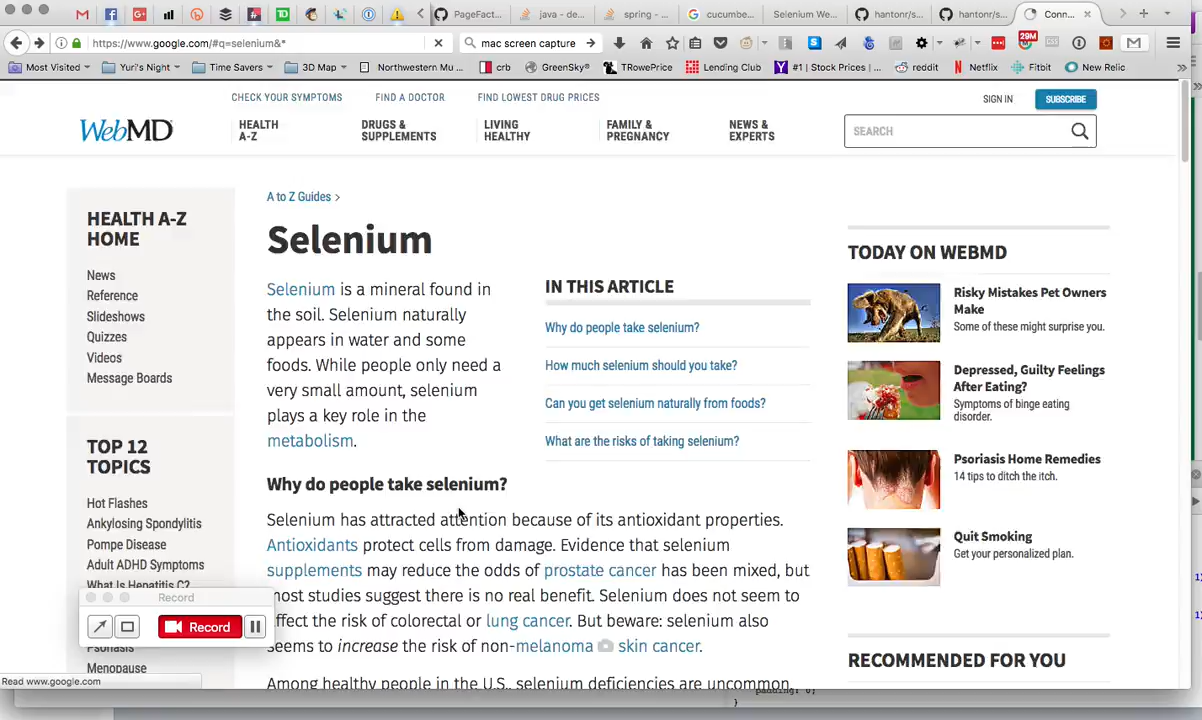 PageFact...
java - de...
spring - ...
cucumbe...
Selenium We...
hantonr/s...
hantonr/s...
Conn...
https://www.google.com/#q=selenium&*
mac screen capture
29M
Most Visited
Yuri's Night
Time Savers
3D Map
Northwestern Mu ...
crb
GreenSky®
TRowePrice
Lending Club
#1 | Stock Prices | ...
reddit
Netflix
Fitbit
New Relic
CHECK YOUR SYMPTOMS
FIND A DOCTOR
FIND LOWEST DRUG PRICES
SIGN IN
SUBSCRIBE
WebMD
HEALTH
A-Z
DRUGS &
SUPPLEMENTS
LIVING
HEALTHY
FAMILY &
PREGNANCY
NEWS &
EXPERTS
SEARCH
HEALTH A-Z
HOME
News
Reference
Slideshows
Quizzes
Videos
Message Boards
TOP 12
TOPICS
Hot Flashes
Ankylosing Spondylitis
Pompe Disease
Adult ADHD Symptoms
What Is Hepatitis C?
Psoriasis
Menopause
A to Z Guides >
Selenium
Selenium is a mineral found in
the soil. Selenium naturally
appears in water and some
foods. While people only need a
very small amount, selenium
plays a key role in the
metabolism.
IN THIS ARTICLE
Why do people take selenium?
How much selenium should you take?
Can you get selenium naturally from foods?
What are the risks of taking selenium?
Why do people take selenium?
Selenium has attracted attention because of its antioxidant properties.
Antioxidants protect cells from damage. Evidence that selenium
supplements may reduce the odds of prostate cancer has been mixed, but
most studies suggest there is no real benefit. Selenium does not seem to
affect the risk of colorectal or lung cancer. But beware: selenium also
seems to increase the risk of non-melanoma skin cancer.
Among healthy people in the U.S., selenium deficiencies are uncommon.
TODAY ON WEBMD
Risky Mistakes Pet Owners
Make
Some of these might surprise you.
Depressed, Guilty Feelings
After Eating?
Symptoms of binge eating
disorder.
Psoriasis Home Remedies
14 tips to ditch the itch.
Quit Smoking
Get your personalized plan.
RECOMMENDED FOR YOU
Record
Record
Read www.google.com
padding: 0;
}